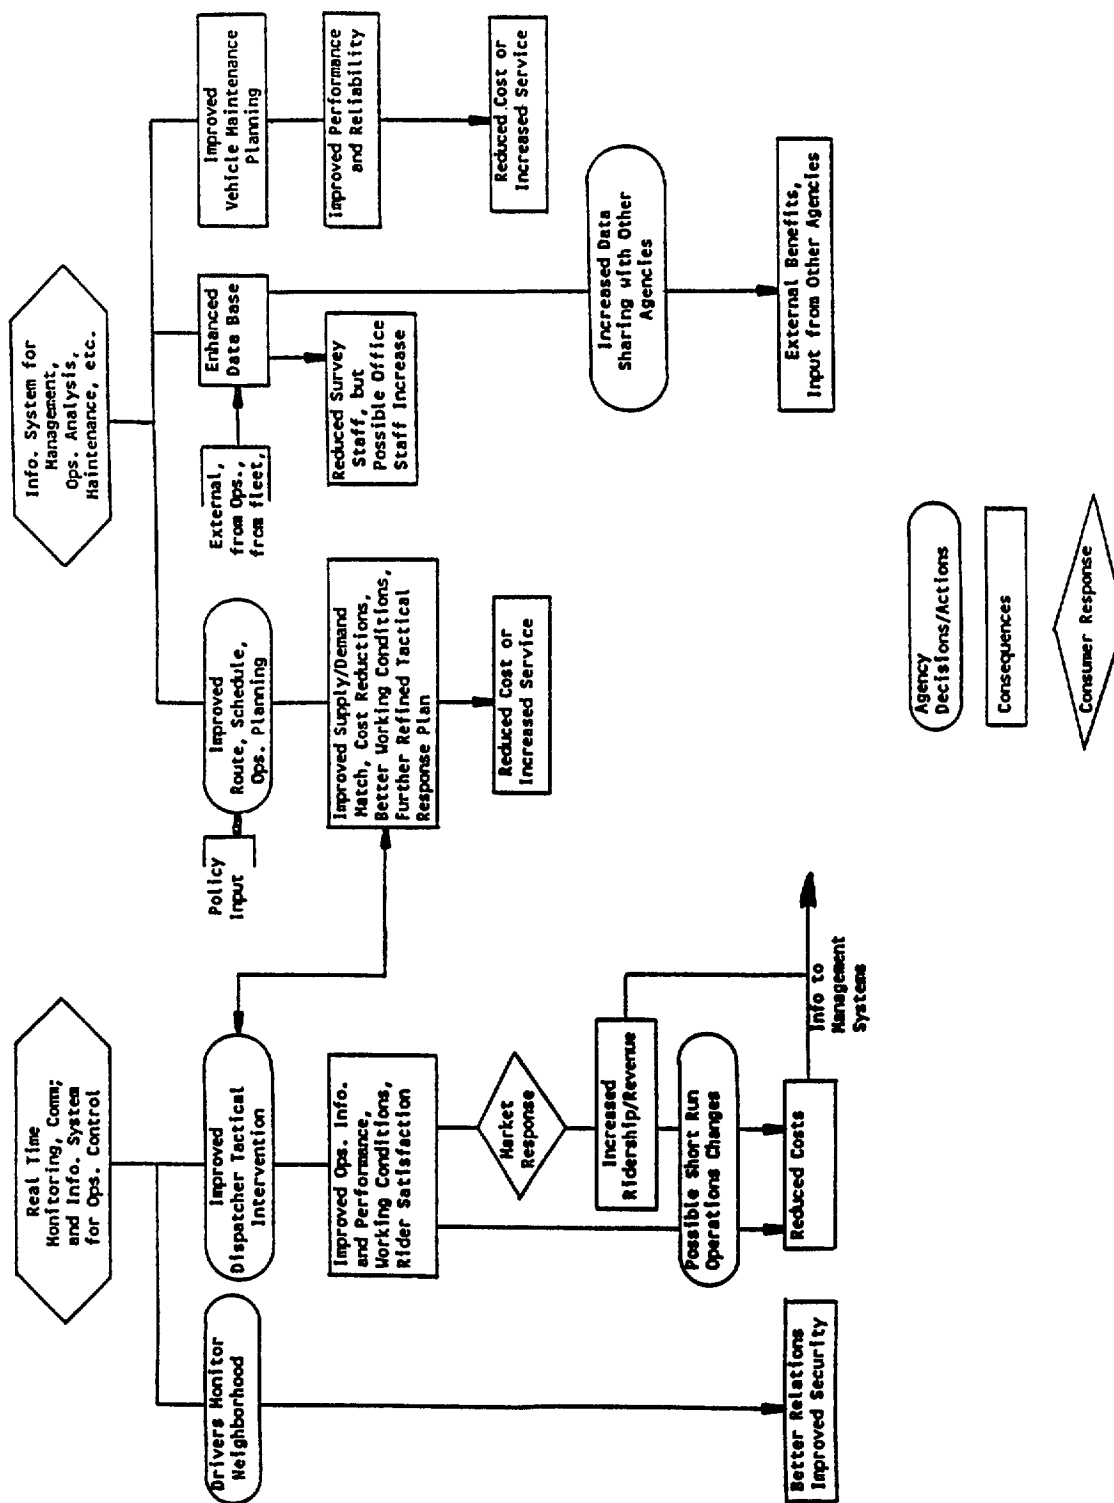 Real Time
Monitoring, Comm;
and Info. System
for Ops. Control
Info. System for
Management,
Ops. Analysis,
Maintenance, etc.
Drivers Monitor
Neighborhood
Improved
Dispatcher Tactical
Intervention
Policy
Input
Improved
Route, Schedule,
Ops. Planning
External,
from Ops.,
from fleet,
Enhanced
Data Base
Improved
Vehicle Maintenance
Planning
Improved Ops. Info.
and Performance,
Working Conditions,
Rider Satisfaction
Improved Supply/Demand
Match, Cost Reductions,
Better Working Conditions,
Further Refined Tactical
Response Plan
Reduced Survey
Staff, but
Possible Office
Staff Increase
Improved Performance
and Reliability
Market
Response
Reduced Cost or
Increased Service
Reduced Cost or
Increased Service
Increased
Ridership/Revenue
Increased Data
Sharing with Other
Agencies
Possible Short Run
Operations Changes
Better Relations
Improved Security
Reduced Costs
Info to
Management
Systems
External Benefits,
Input from Other Agencies
Agency
Decisions/Actions
Consequences
Consumer Response